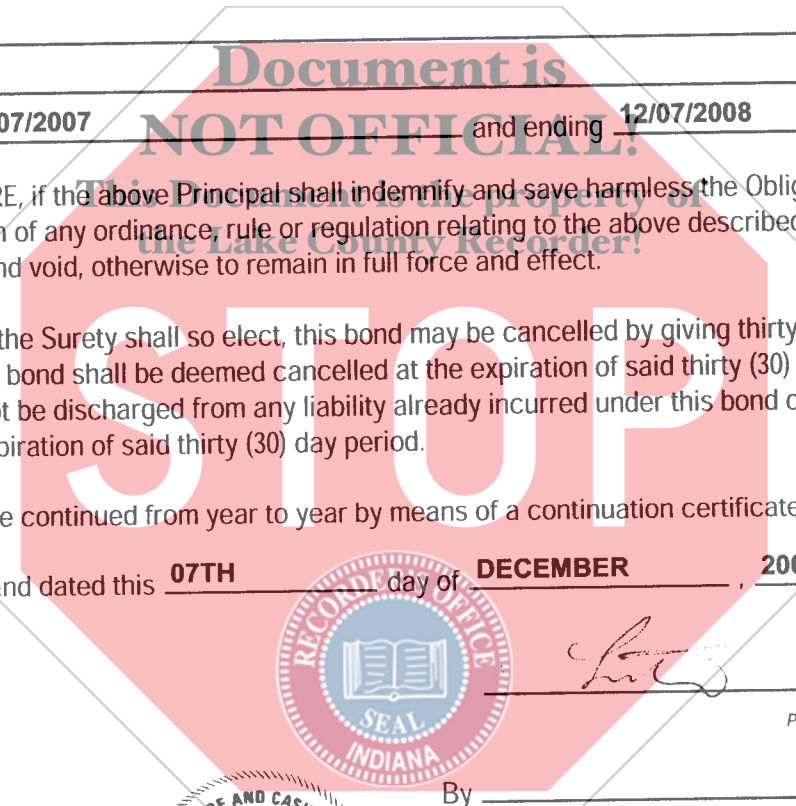 Document is
07/2007 and ending 12/07/2008
NOT OFFICIAL!
RE, if the above Principal shall indemnify and save harmless the Oblig
This Document is the property of
n of any ordinance, rule or regulation relating to the above described
the Lake County Recorder!
nd void, otherwise to remain in full force and effect.
STOP
the Surety shall so elect, this bond may be cancelled by giving thirty
bond shall be deemed cancelled at the expiration of said thirty (30)
ot be discharged from any liability already incurred under this bond o
piration of said thirty (30) day period.
e continued from year to year by means of a continuation certificate
and dated this 07TH day of DECEMBER , 200
RECORDER'S OFFICE
SEAL
INDIANA
P
AND CAS
By